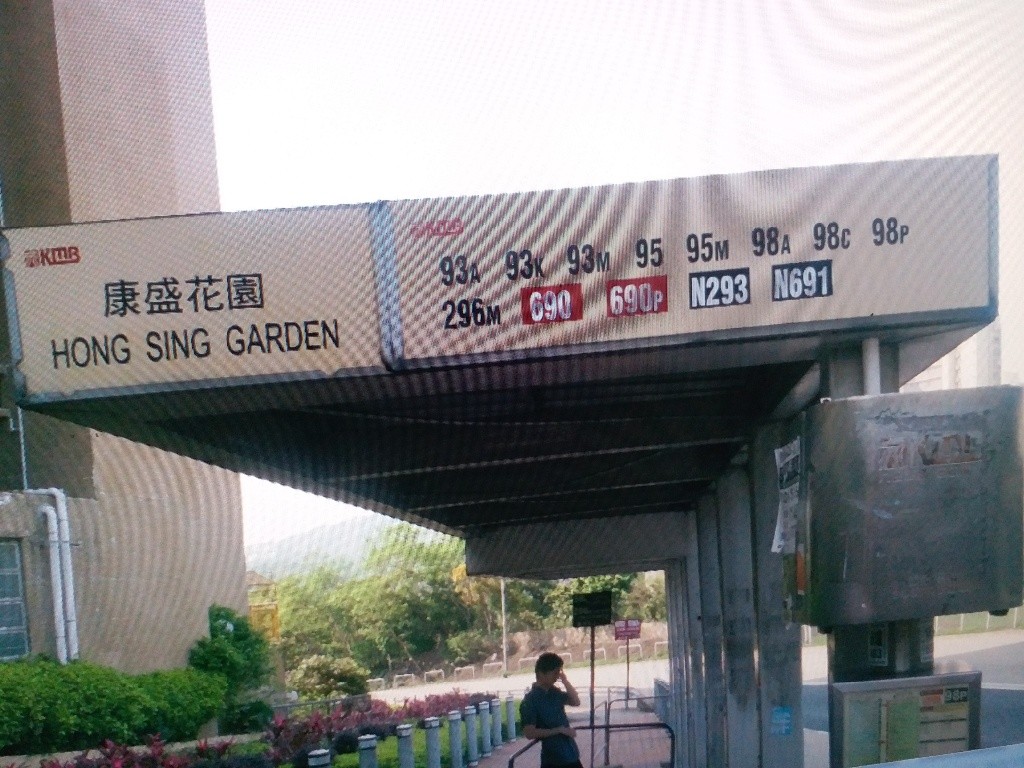 KMB
康盛花園
HONG SING GARDEN
KMB
93A 93K 93M 95 95M 98A 98C 98P
296M 690 690P N293 N691
98P